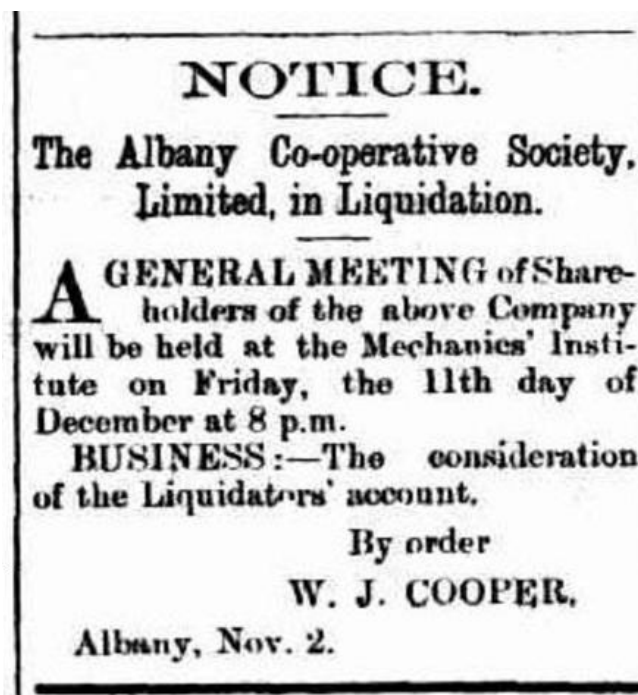 NOTICE.
The Albany Co-operative Society,
Limited, in Liquidation.
A GENERAL MEETING of Share-
holders of the above Company
will be held at the Mechanics' Insti-
tute on Friday, the 11th day of
December at 8 p.m.
BUSINESS:—The consideration
of the Liquidators' account.
By order
W. J. COOPER,
Albany, Nov. 2.